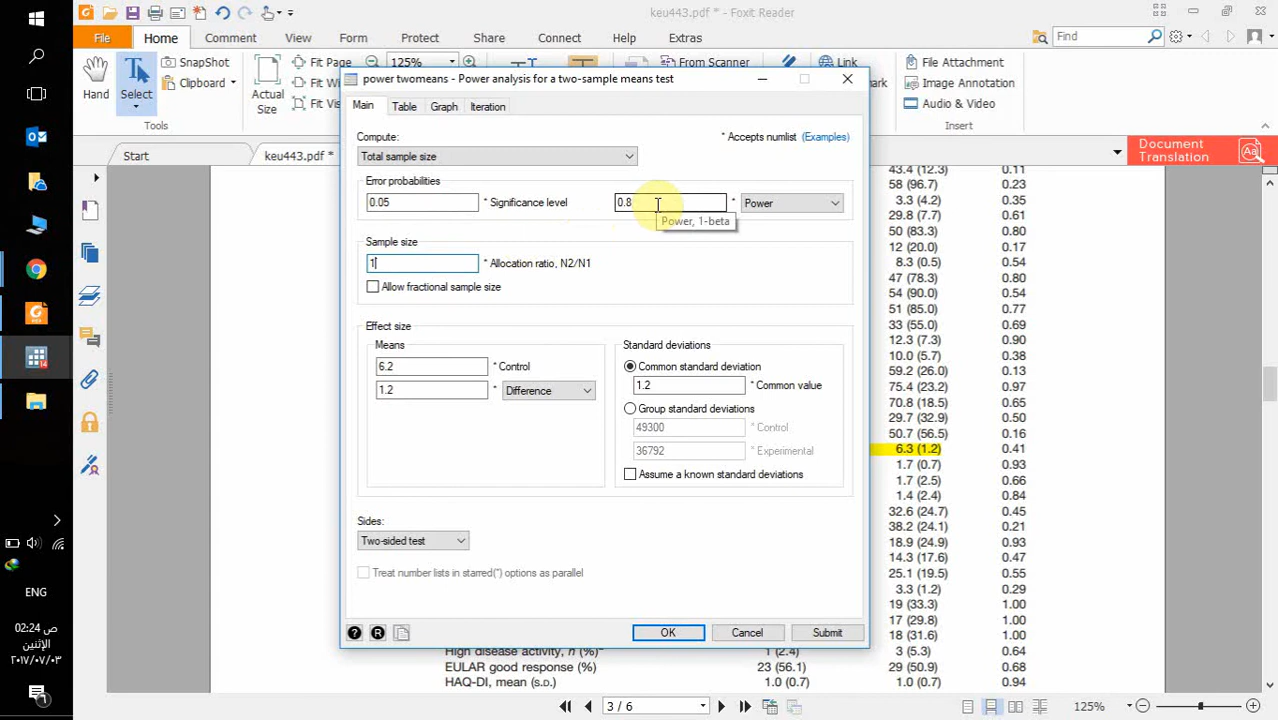 keu443.pdf * - Foxit Reader
File
Home
Comment
View
Form
Protect
Share
Connect
Help
Extras
Find
Hand
Select
SnapShot
Clipboard
Tools
Actual
Size
Fit Page
Fit W
Fit Vi
125%
From Scanner
Link
File Attachment
Image Annotation
Audio & Video
Insert
Start
keu443.pdf *
Document
Translation
power twomeans - Power analysis for a two-sample means test
Main
Table
Graph
Iteration
Compute:
* Accepts numlist (Examples)
Total sample size
Error probabilities
0.05
* Significance level
0.8
* Power
Power, 1-beta
Sample size
1
* Allocation ratio, N2/N1
Allow fractional sample size
Effect size
Means
6.2
* Control
1.2
* Difference
Standard deviations
Common standard deviation
1.2
* Common value
Group standard deviations
49300
* Control
36792
* Experimental
Assume a known standard deviations
Sides:
Two-sided test
Treat number lists in starred(*) options as parallel
OK
Cancel
Submit
43.4 (12.3) 0.11
58 (96.7) 0.23
3.3 (4.2) 0.35
29.8 (7.7) 0.61
50 (83.3) 0.30
12 (20.0) 0.17
8.3 (0.5) 0.54
47 (78.3) 0.80
54 (90.0) 0.54
51 (85.0) 0.77
33 (55.0) 0.69
12.3 (7.3) 0.90
10.0 (5.7) 0.38
59.2 (26.0) 0.36
75.4 (23.2) 0.97
70.8 (18.5) 0.65
29.7 (32.9) 0.50
50.7 (56.5) 0.16
6.3 (1.2) 0.41
1.7 (0.7) 0.93
1.7 (2.5) 0.66
1.4 (2.4) 0.84
32.6 (24.7) 0.45
38.2 (24.1) 0.21
18.9 (24.9) 0.93
14.3 (17.6) 0.47
25.1 (19.5) 0.55
3.3 (1.2) 0.29
19 (33.3) 1.00
17 (29.8) 1.00
18 (31.6) 1.00
High disease activity, n (%)ᵃ 1 (2.4) 3 (5.3) 0.64
EULAR good response (%) 23 (56.1) 29 (50.9) 0.68
HAQ-DI, mean (S.D.) 1.0 (0.7) 1.0 (0.7) 0.94
3 / 6
125%
ENG
02:24 ص
الإثنين
٢٠١٧/٠٧/٠٣